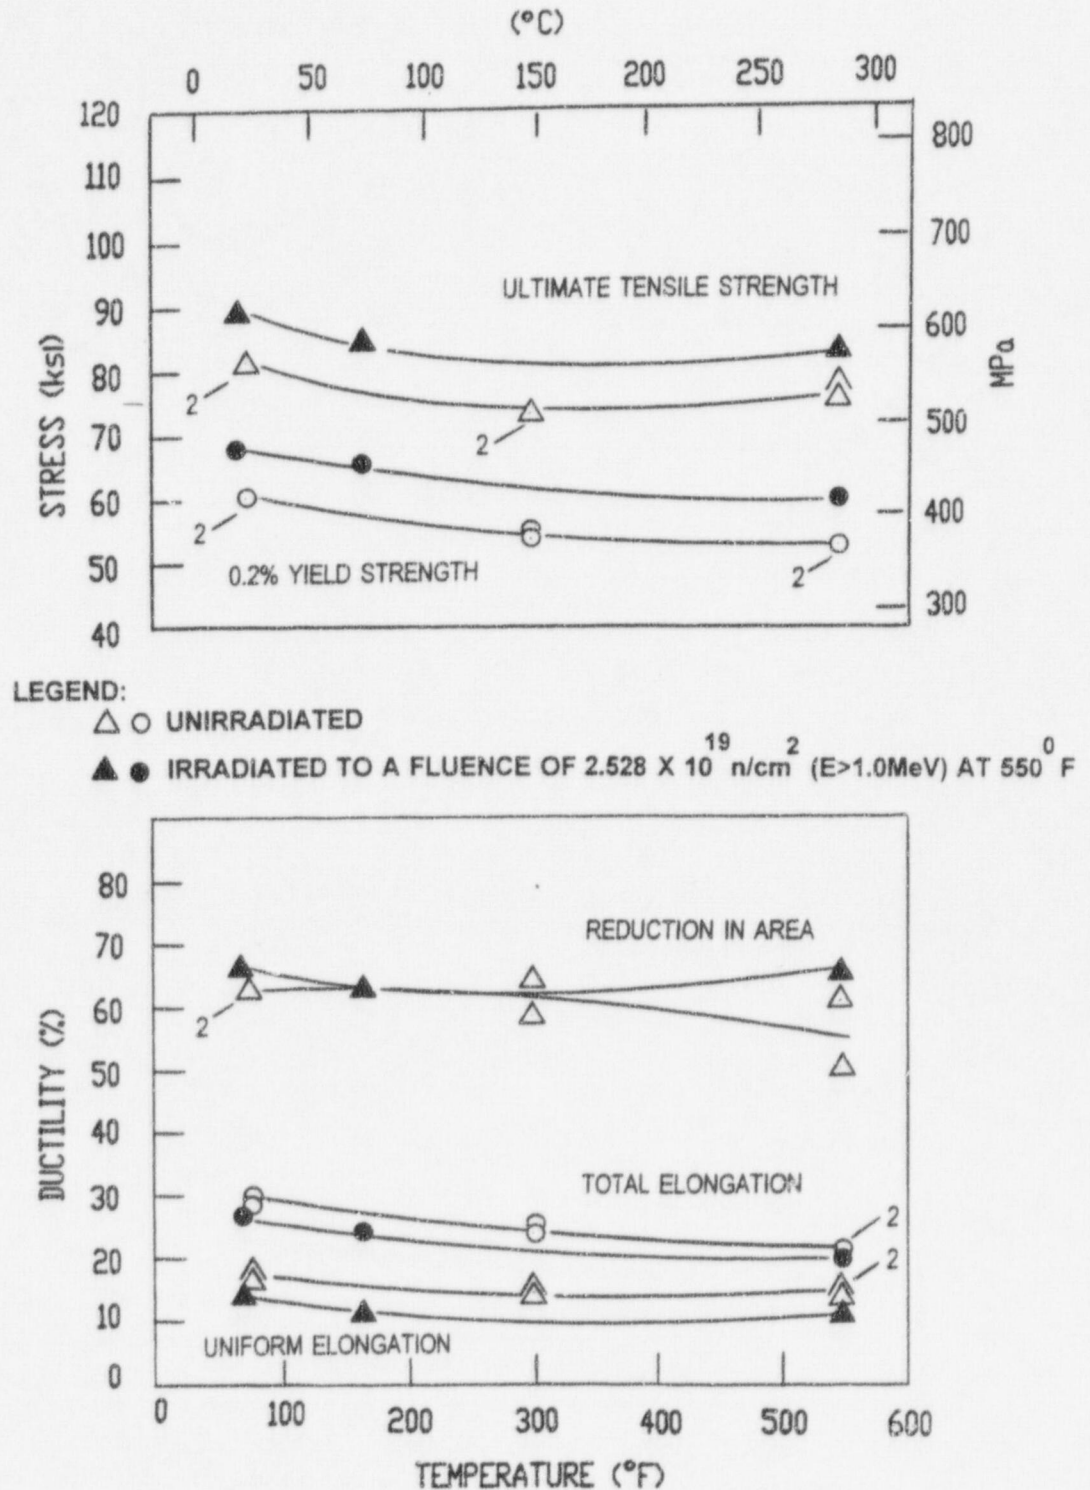 (°C)
0 50 100 150 200 250 300
120
110
100
90
80
70
60
50
40
STRESS (ksi)
800
700
600
500
400
300
MPa
ULTIMATE TENSILE STRENGTH
2
2
2
0.2% YIELD STRENGTH
2
LEGEND:
△ ○ UNIRRADIATED
▲ ● IRRADIATED TO A FLUENCE OF 2.528 X 10^19 n/cm^2 (E>1.0MeV) AT 550^0 F
80
70
60
50
40
30
20
10
0
DUCTILITY (%)
REDUCTION IN AREA
2
TOTAL ELONGATION
2
2
UNIFORM ELONGATION
0 100 200 300 400 500 600
TEMPERATURE (°F)